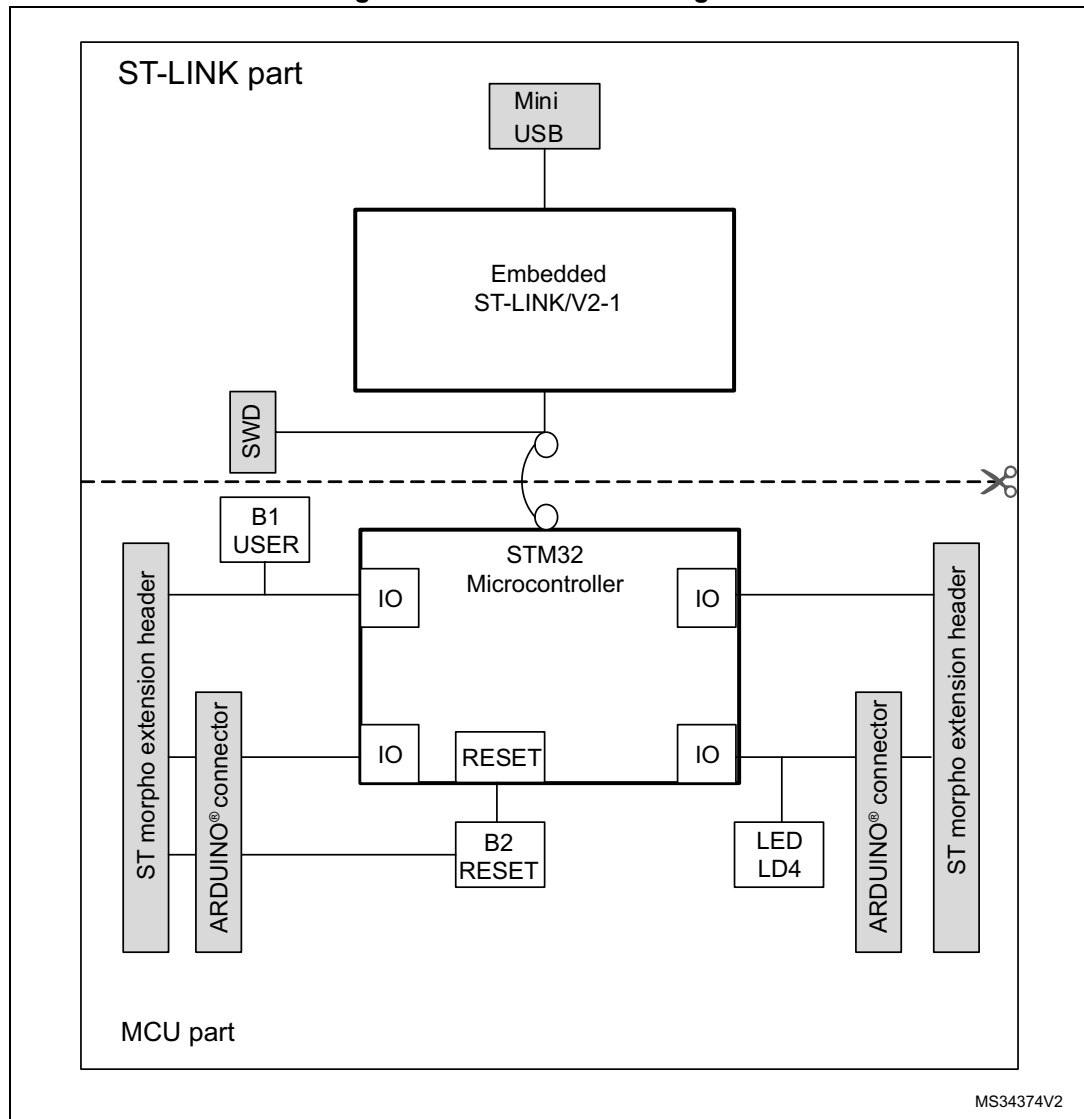 ST-LINK part
Mini
USB
Embedded
ST-LINK/V2-1
SWD
B1
USER
STM32
Microcontroller
IO
IO
ST morpho extension header
ARDUINO® connector
IO
RESET
IO
ARDUINO® connector
ST morpho extension header
B2
RESET
LED
LD4
MCU part
MS34374V2